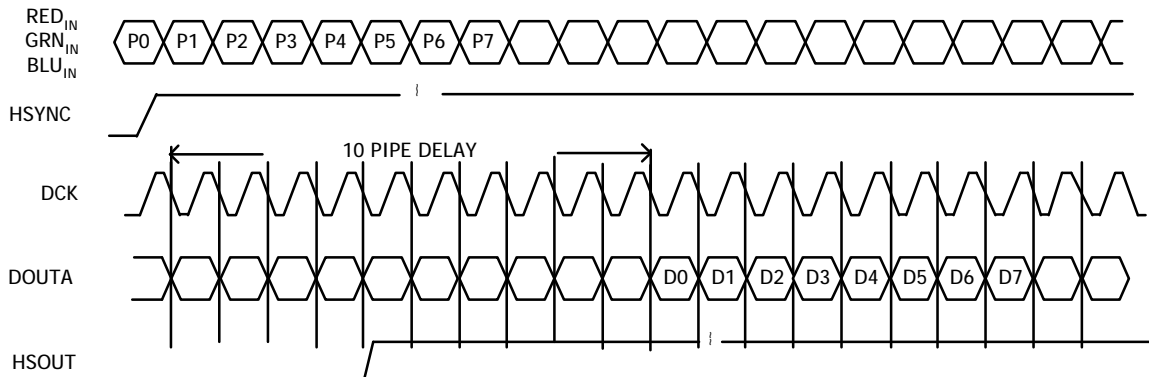 RED_IN
GRN_IN
BLU_IN
P0 P1 P2 P3 P4 P5 P6 P7
HSYNC
10 PIPE DELAY
DCK
DOUTA
D0 D1 D2 D3 D4 D5 D6 D7
HSOUT